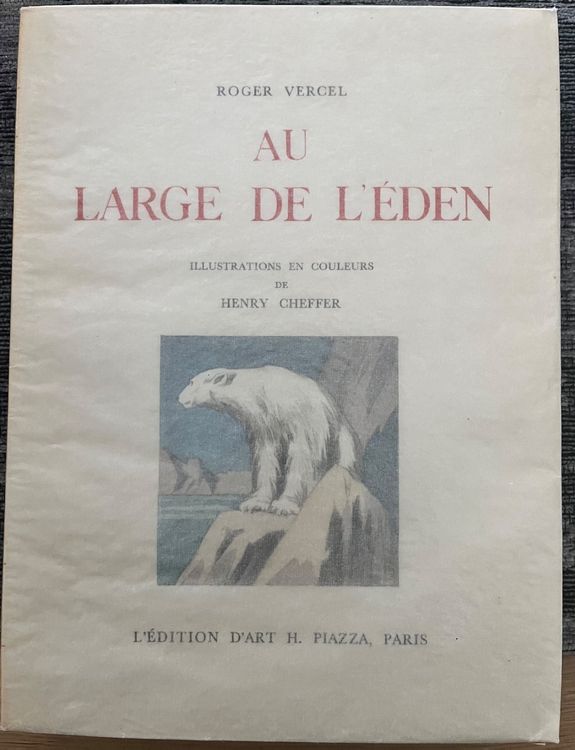 ROGER VERCEL
AU
LARGE DE L'ÉDEN
ILLUSTRATIONS EN COULEURS
DE
HENRY CHEFFER
L'ÉDITION D'ART H. PIAZZA, PARIS